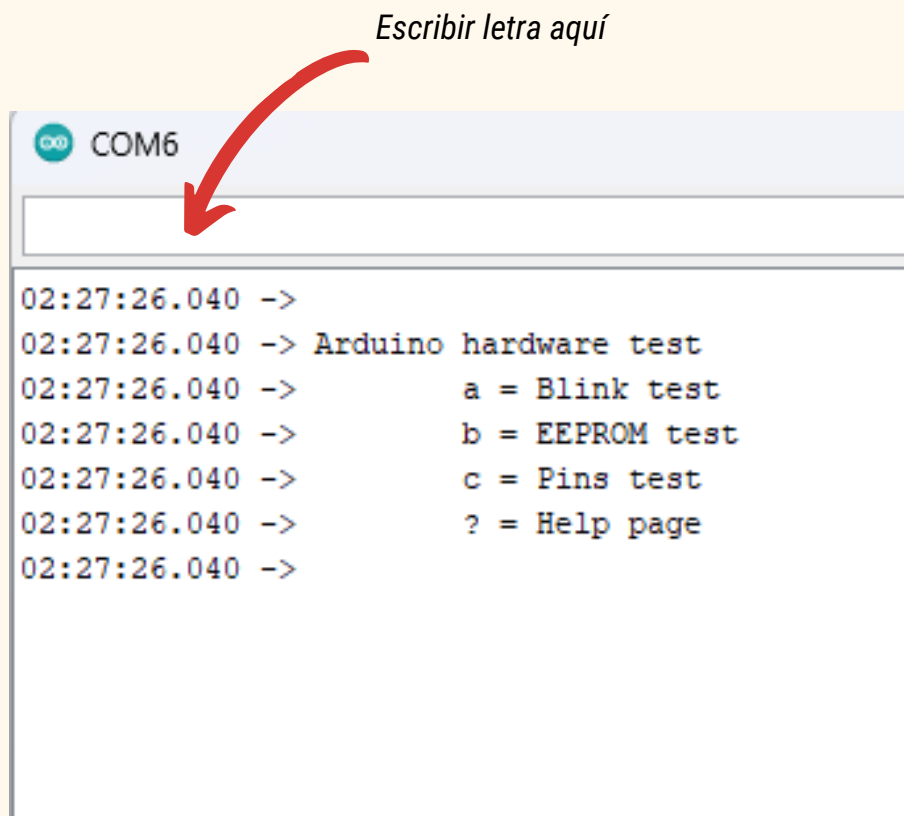 Escribir letra aquí
COM6
02:27:26.040 ->
02:27:26.040 -> Arduino hardware test
02:27:26.040 ->         a = Blink test
02:27:26.040 ->         b = EEPROM test
02:27:26.040 ->         c = Pins test
02:27:26.040 ->         ? = Help page
02:27:26.040 ->